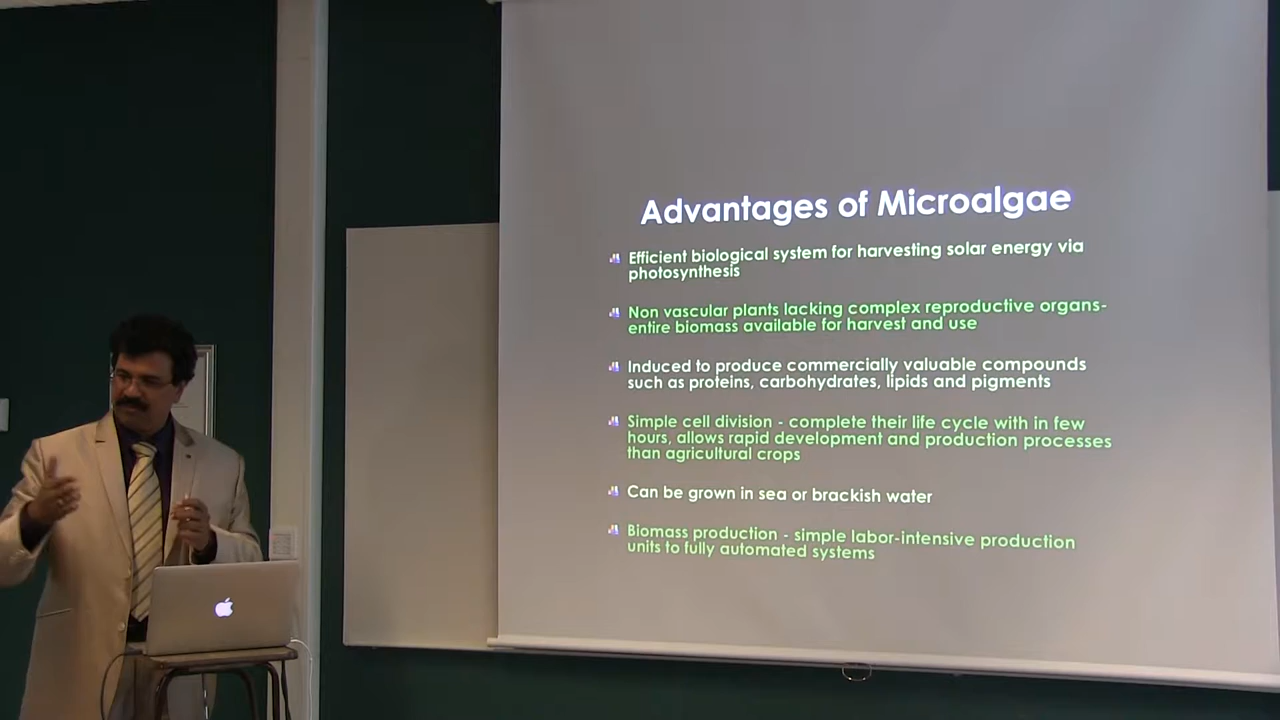 Advantages of Microalgae
Efficient biological system for harvesting solar energy via
photosynthesis
Non vascular plants lacking complex reproductive organs-
entire biomass available for harvest and use
Induced to produce commercially valuable compounds
such as proteins, carbohydrates, lipids and pigments
Simple cell division - complete their life cycle with in few
hours, allows rapid development and production processes
than agricultural crops
Can be grown in sea or brackish water
Biomass production - simple labor-intensive production
units to fully automated systems